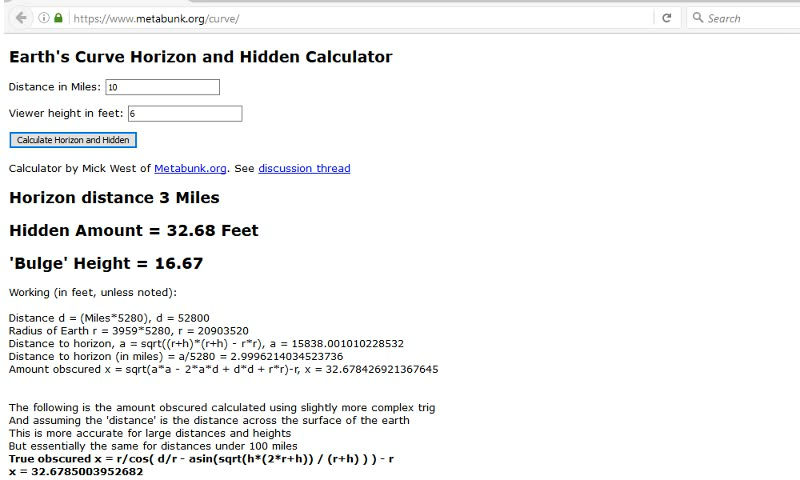 https://www.metabunk.org/curve/
Search
Earth's Curve Horizon and Hidden Calculator
Distance in Miles: 10
Viewer height in feet: 6
Calculate Horizon and Hidden
Calculator by Mick West of Metabunk.org. See discussion thread
Horizon distance 3 Miles
Hidden Amount = 32.68 Feet
'Bulge' Height = 16.67
Working (in feet, unless noted):
Distance d = (Miles*5280), d = 52800
Radius of Earth r = 3959*5280, r = 20903520
Distance to horizon, a = sqrt((r+h)*(r+h) - r*r), a = 15838.001010228532
Distance to horizon (in miles) = a/5280 = 2.9996214034523736
Amount obscured x = sqrt(a*a - 2*a*d + d*d + r*r)-r, x = 32.678426921367645
The following is the amount obscured calculated using slightly more complex trig
And assuming the 'distance' is the distance across the surface of the earth
This is more accurate for large distances and heights
But essentially the same for distances under 100 miles
True obscured x = r/cos( d/r - asin(sqrt(h*(2*r+h)) / (r+h) ) ) - r
x = 32.6785003952682